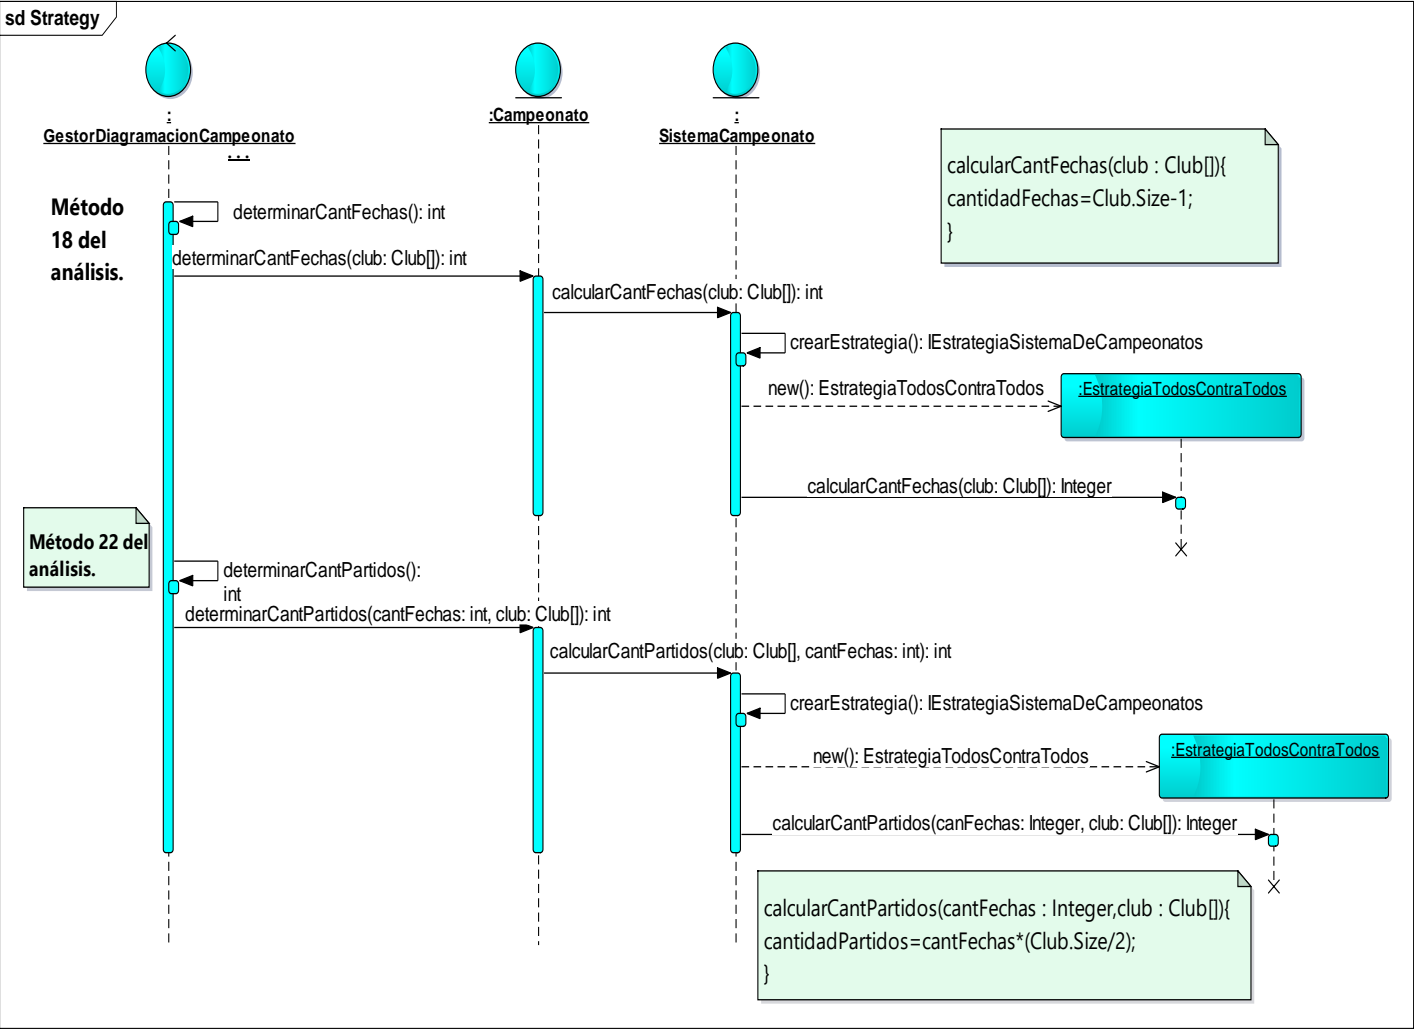 sd Strategy
:
GestorDiagramacionCampeonato
...
:Campeonato
:
SistemaCampeonato
calcularCantFechas(club : Club[]){
cantidadFechas=Club.Size-1;
}
Método
18 del
análisis.
determinarCantFechas(): int
determinarCantFechas(club: Club[]): int
calcularCantFechas(club: Club[]): int
crearEstrategia(): IEstrategiaSistemaDeCampeonatos
new(): EstrategiaTodosContraTodos
:EstrategiaTodosContraTodos
calcularCantFechas(club: Club[]): Integer
Método 22 del
análisis.
determinarCantPartidos():
int
determinarCantPartidos(cantFechas: int, club: Club[]): int
calcularCantPartidos(club: Club[], cantFechas: int): int
crearEstrategia(): IEstrategiaSistemaDeCampeonatos
new(): EstrategiaTodosContraTodos
:EstrategiaTodosContraTodos
calcularCantPartidos(canFechas: Integer, club: Club[]): Integer
calcularCantPartidos(cantFechas : Integer,club : Club[]){
cantidadPartidos=cantFechas*(Club.Size/2);
}